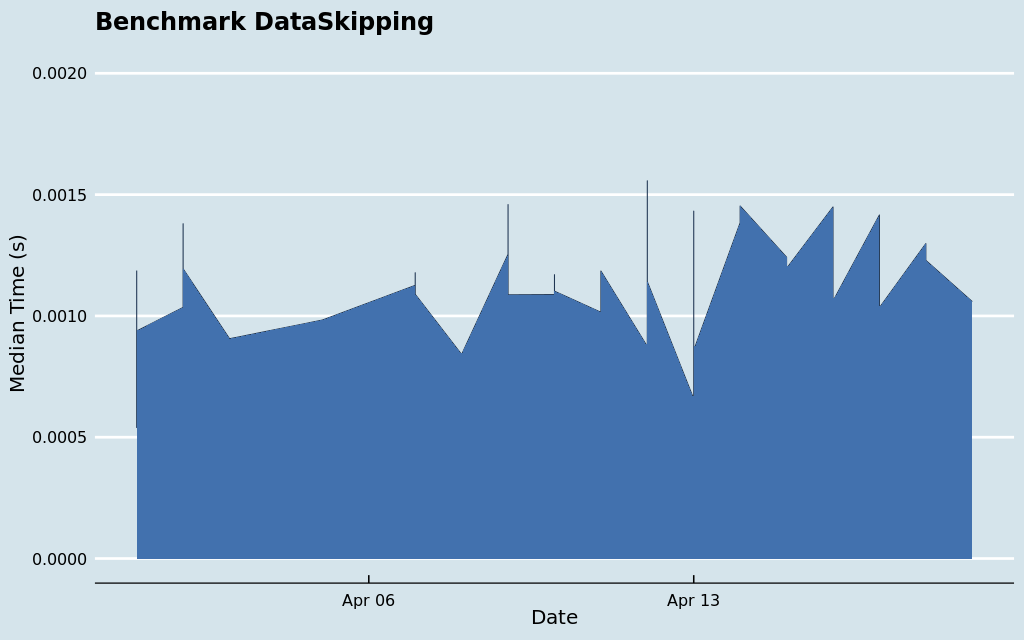 Benchmark DataSkipping
0.0020
0.0015
0.0010
0.0005
0.0000
Median Time (s)
Apr 06
Apr 13
Date